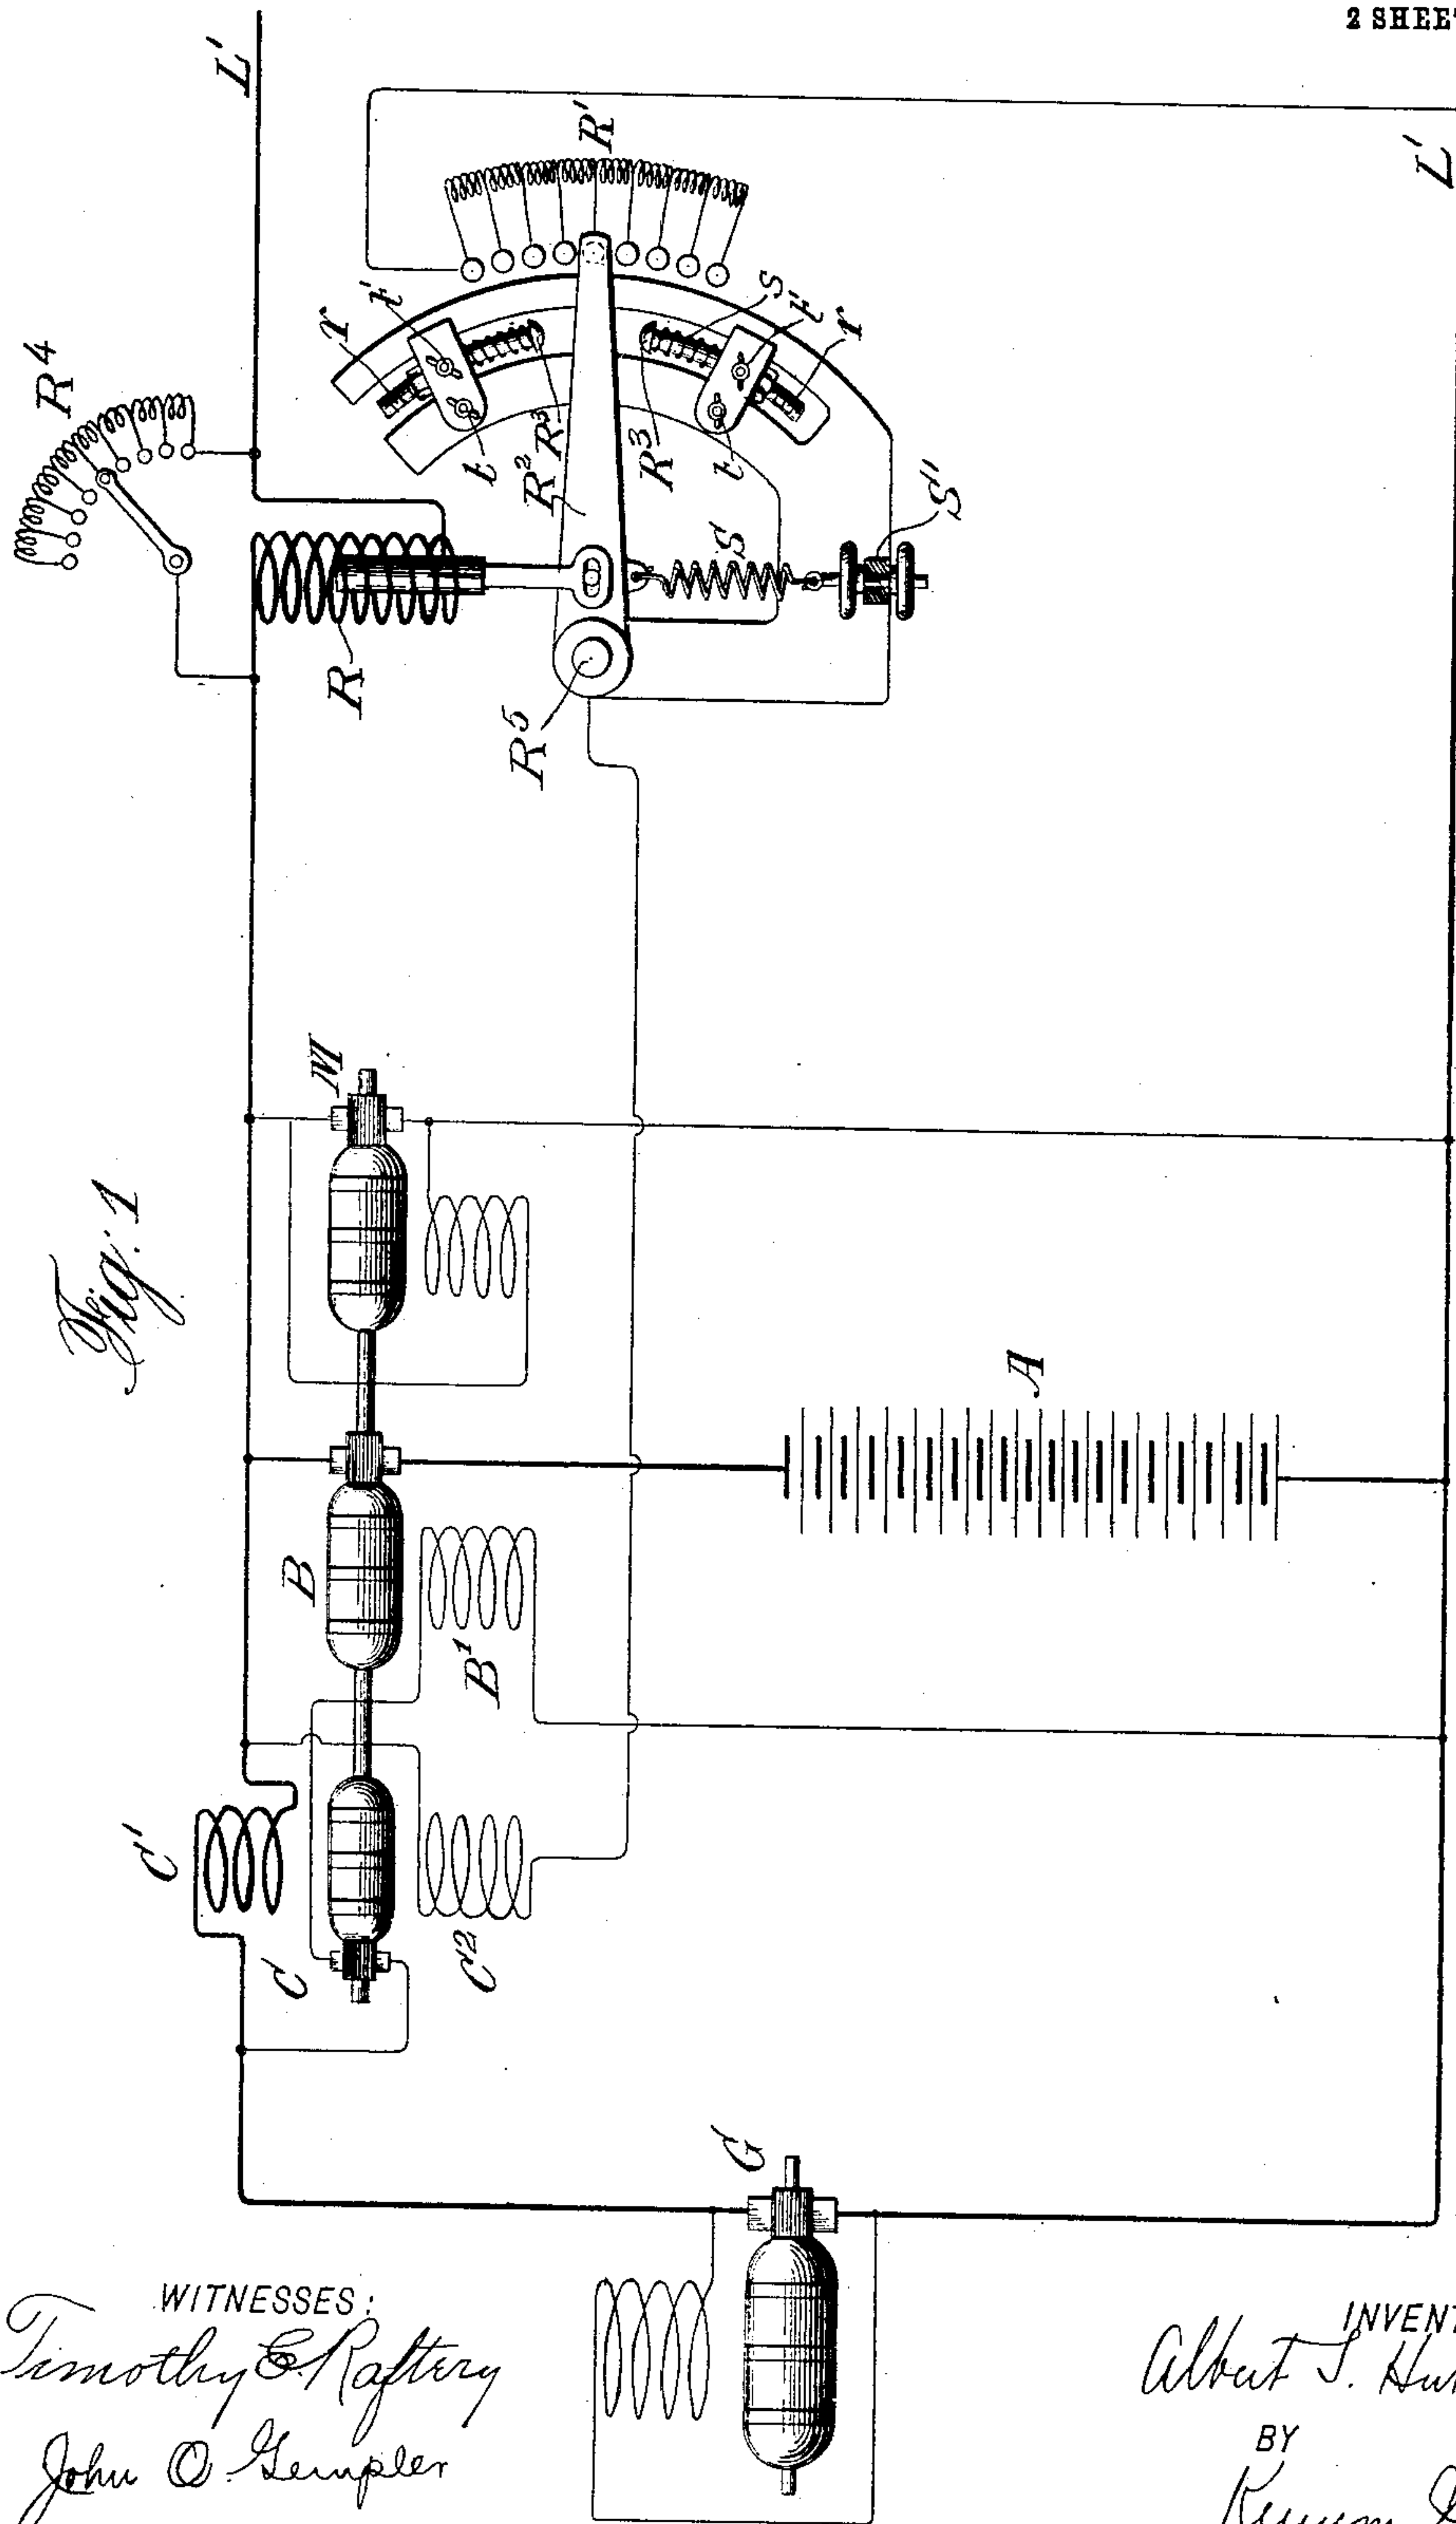 2 SHEE
L'
R'
R4
r
t'
s
t'
r
t
R2
R3
R3
t
S
S'
R
R5
M
Fig. 1
A
B
B1
C'
C
C2
G
L'
WITNESSES:
Timothy E. Raftery
John O. Gempler
INVENT
Albert S. Hu
BY